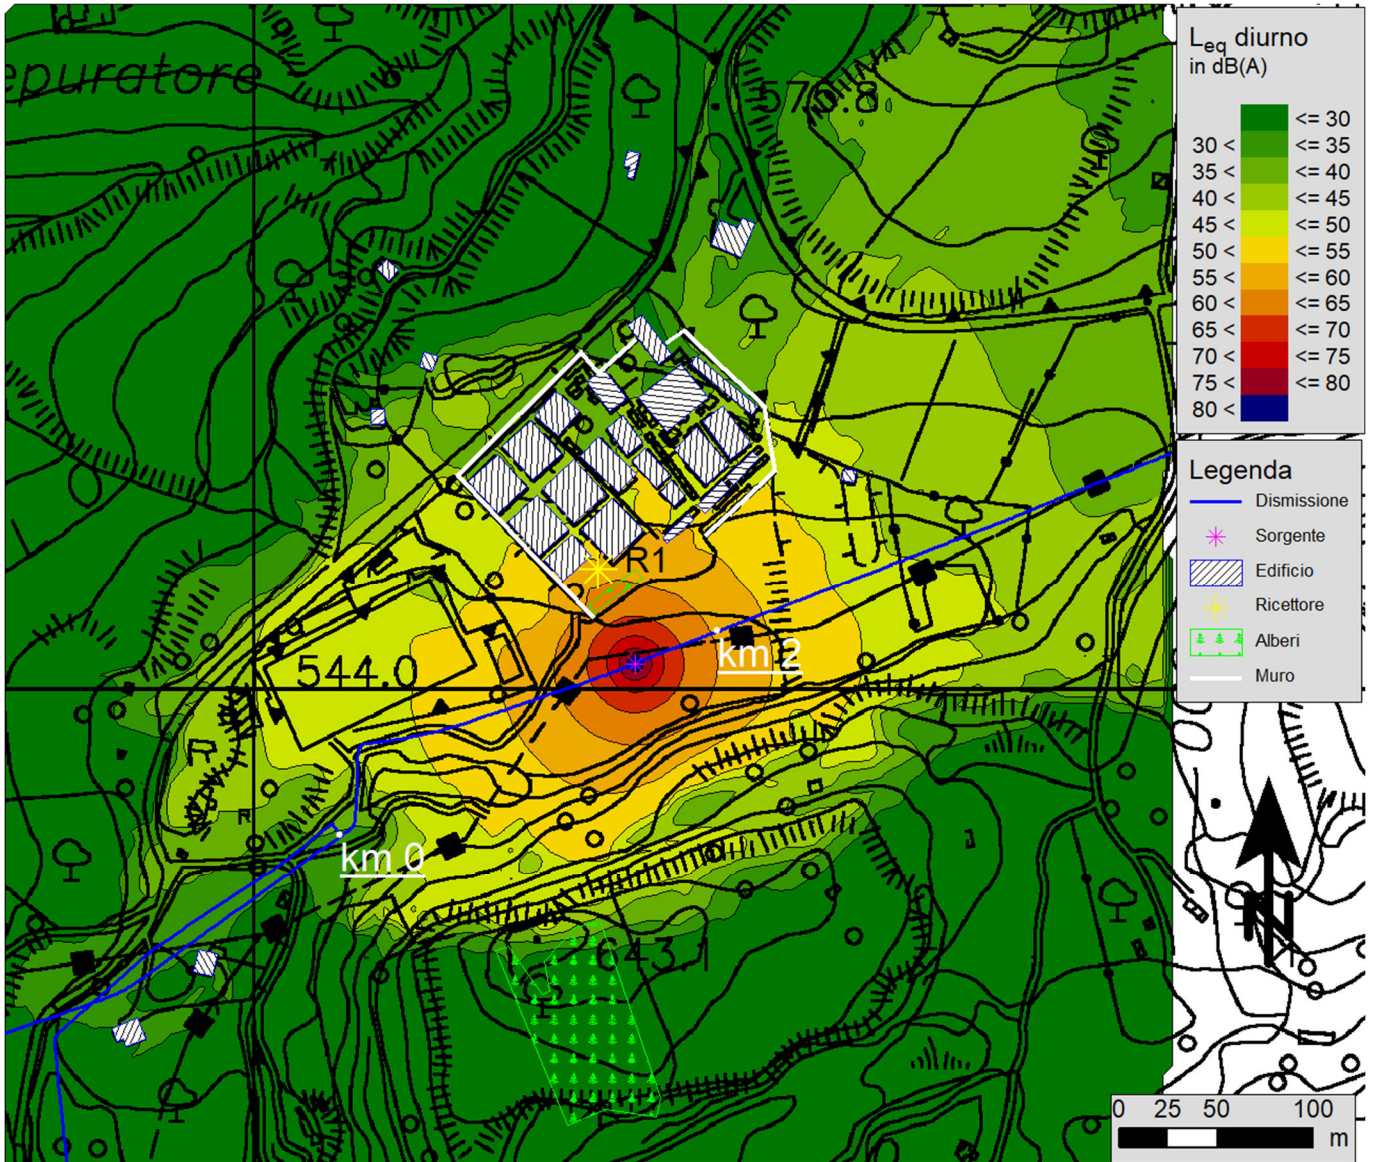 epuratore
570.8
R1
544.0
km 2
km 0
R
R
643,1
L_eq diurno
in dB(A)
<= 30
30 < <= 35
35 < <= 40
40 < <= 45
45 < <= 50
50 < <= 55
55 < <= 60
60 < <= 65
65 < <= 70
70 < <= 75
75 < <= 80
80 <
Legenda
Dismissione
Sorgente
Edificio
Ricettore
Alberi
Muro
N
0 25 50 100
m